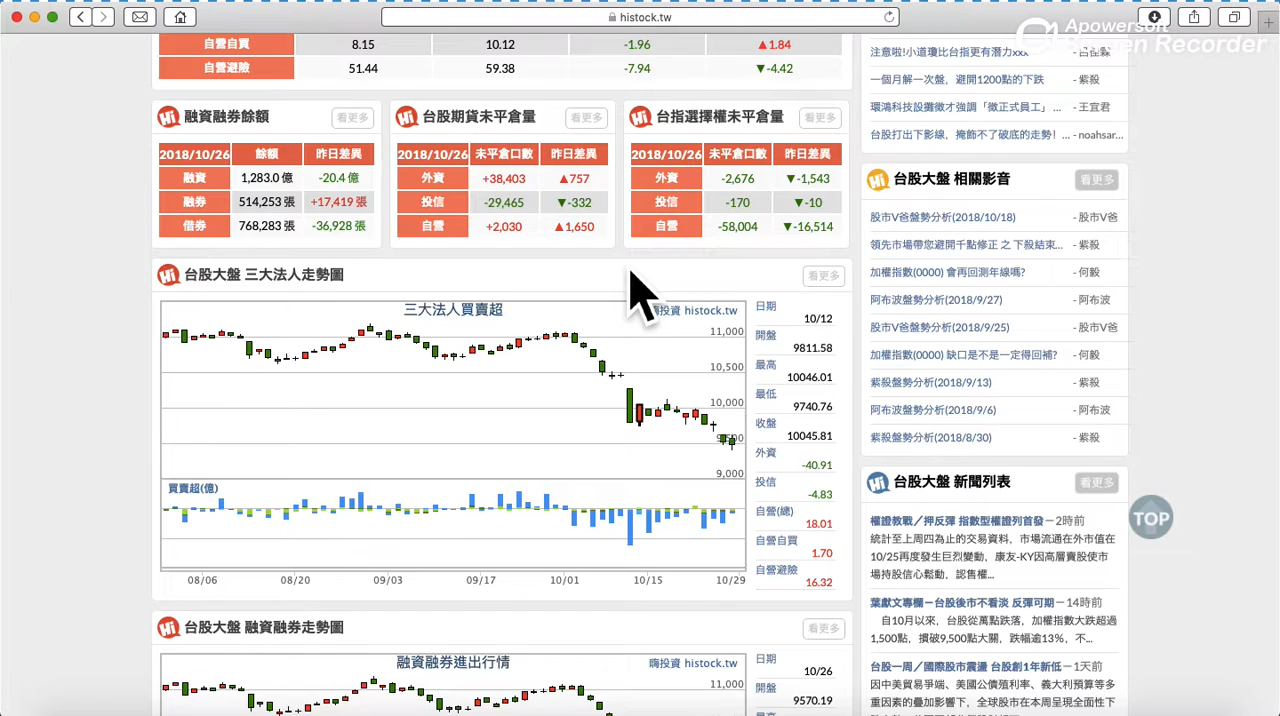 histock.tw
Apowersoft
Screen Recorder
自營自買 8.15 10.12 -1.96 ▲1.84
自營避險 51.44 59.38 -7.94 ▼-4.42
融資融券餘額 看更多
2018/10/26 餘額 昨日差異
融資 1,283.0 億 -20.4 億
融券 514,253 張 +17,419 張
借券 768,283 張 -36,928 張
台股期貨未平倉量 看更多
2018/10/26 未平倉口數 昨日差異
外資 +38,403 ▲757
投信 -29,465 ▼-332
自營 +2,030 ▲1,650
台指選擇權未平倉量 看更多
2018/10/26 未平倉口數 昨日差異
外資 -2,676 ▼-1,543
投信 -170 ▼-10
自營 -58,004 ▼-16,514
台股大盤 三大法人走勢圖 看更多
三大法人買賣超
投資 histock.tw
11,000
10,500
10,000
9,000
買賣超(億)
08/06 08/20 09/03 09/17 10/01 10/15 10/29
日期
10/12
開盤
9811.58
最高
10046.01
最低
9740.76
收盤
10045.81
外資
-40.91
投信
-4.83
自營(總)
18.01
自營自買
1.70
自營避險
16.32
台股大盤 融資融券走勢圖 看更多
融資融券進出行情
嗨投資 histock.tw
11,000
日期
10/26
開盤
9570.19
注意啦!小道瓊比台指更有潛力xxx
一個月解一次盤，避開1200點的下跌 - 紫殺
環鴻科技設攤徵才強調「徵正式員工」 ... - 王宜君
台股打出下影線，掩飾不了破底的走勢! ... - noahsar...
台股大盤 相關影音 看更多
股市V爸盤勢分析(2018/10/18) - 股市V爸
領先市場帶您避開千點修正 之 下殺結束... - 紫殺
加權指數(0000) 會再回測年線嗎? - 何毅
阿布波盤勢分析(2018/9/27) - 阿布波
股市V爸盤勢分析(2018/9/25) - 股市V爸
加權指數(0000) 缺口是不是一定得回補? - 何毅
紫殺盤勢分析(2018/9/13) - 紫殺
阿布波盤勢分析(2018/9/6) - 阿布波
紫殺盤勢分析(2018/8/30) - 紫殺
台股大盤 新聞列表 看更多
權證教戰／押反彈 指數型權證列首發－2時前
統計至上周四為止的交易資料，市場流通在外市值在
10/25再度發生巨烈變動，康友-KY因高層賣股使市
場持股信心鬆動，認售權...
葉獻文專欄－台股後市不看淡 反彈可期－14時前
自10月以來，台股從萬點跌落，加權指數大跌超過
1,500點，摜破9,500點大關，跌幅逾13%，不...
台股一周／國際股市震盪 台股創1年新低－1天前
因中美貿易爭端、美國公債殖利率、義大利預算等多
重因素的疊加影響下，全球股市在本周呈現全面性下
TOP